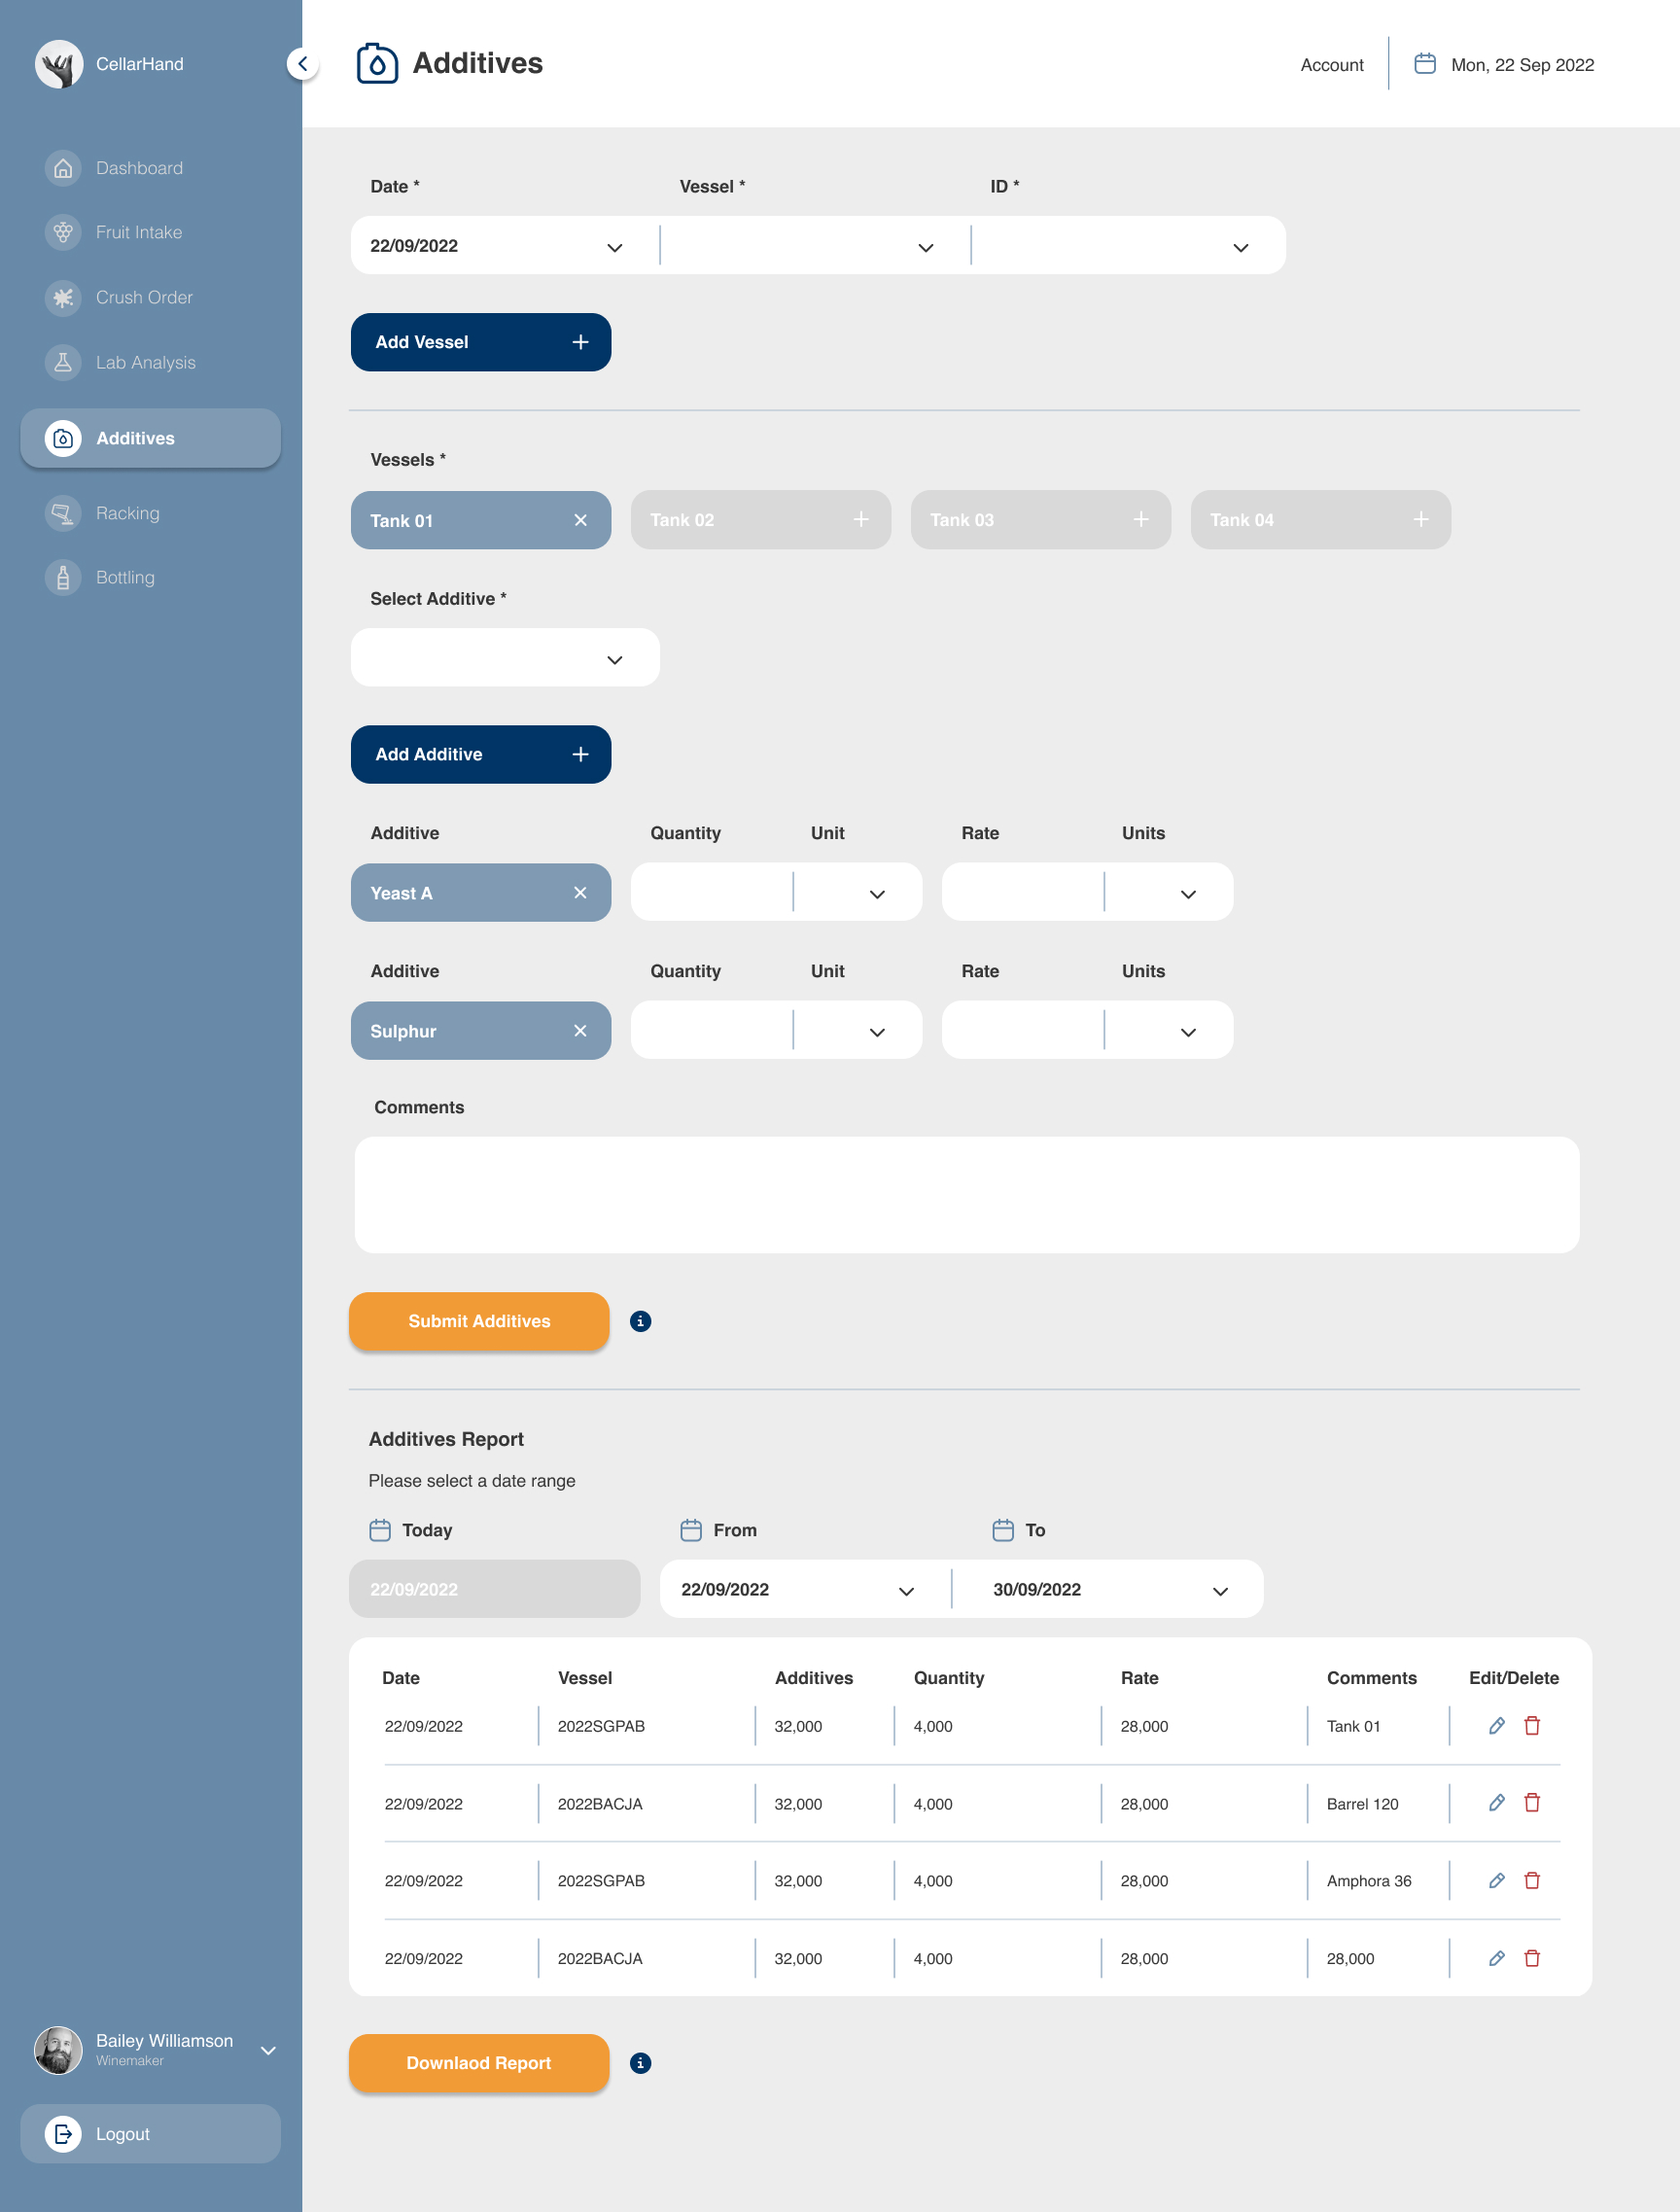 CellarHand
Dashboard
Fruit Intake
Crush Order
Lab Analysis
Additives
Racking
Bottling
Bailey Williamson
Winemaker
Logout
Additives
Account
Mon, 22 Sep 2022
Date * Vessel * ID *
22/09/2022
Add Vessel
Vessels *
Tank 01 Tank 02 Tank 03 Tank 04
Select Additive *
Add Additive
Additive Quantity Unit Rate Units
Yeast A
Additive Quantity Unit Rate Units
Sulphur
Comments
Submit Additives
Additives Report
Please select a date range
Today From To
22/09/2022 22/09/2022 30/09/2022
Date Vessel Additives Quantity Rate Comments Edit/Delete
22/09/2022 2022SGPAB 32,000 4,000 28,000 Tank 01
22/09/2022 2022BACJA 32,000 4,000 28,000 Barrel 120
22/09/2022 2022SGPAB 32,000 4,000 28,000 Amphora 36
22/09/2022 2022BACJA 32,000 4,000 28,000 28,000
Downlaod Report